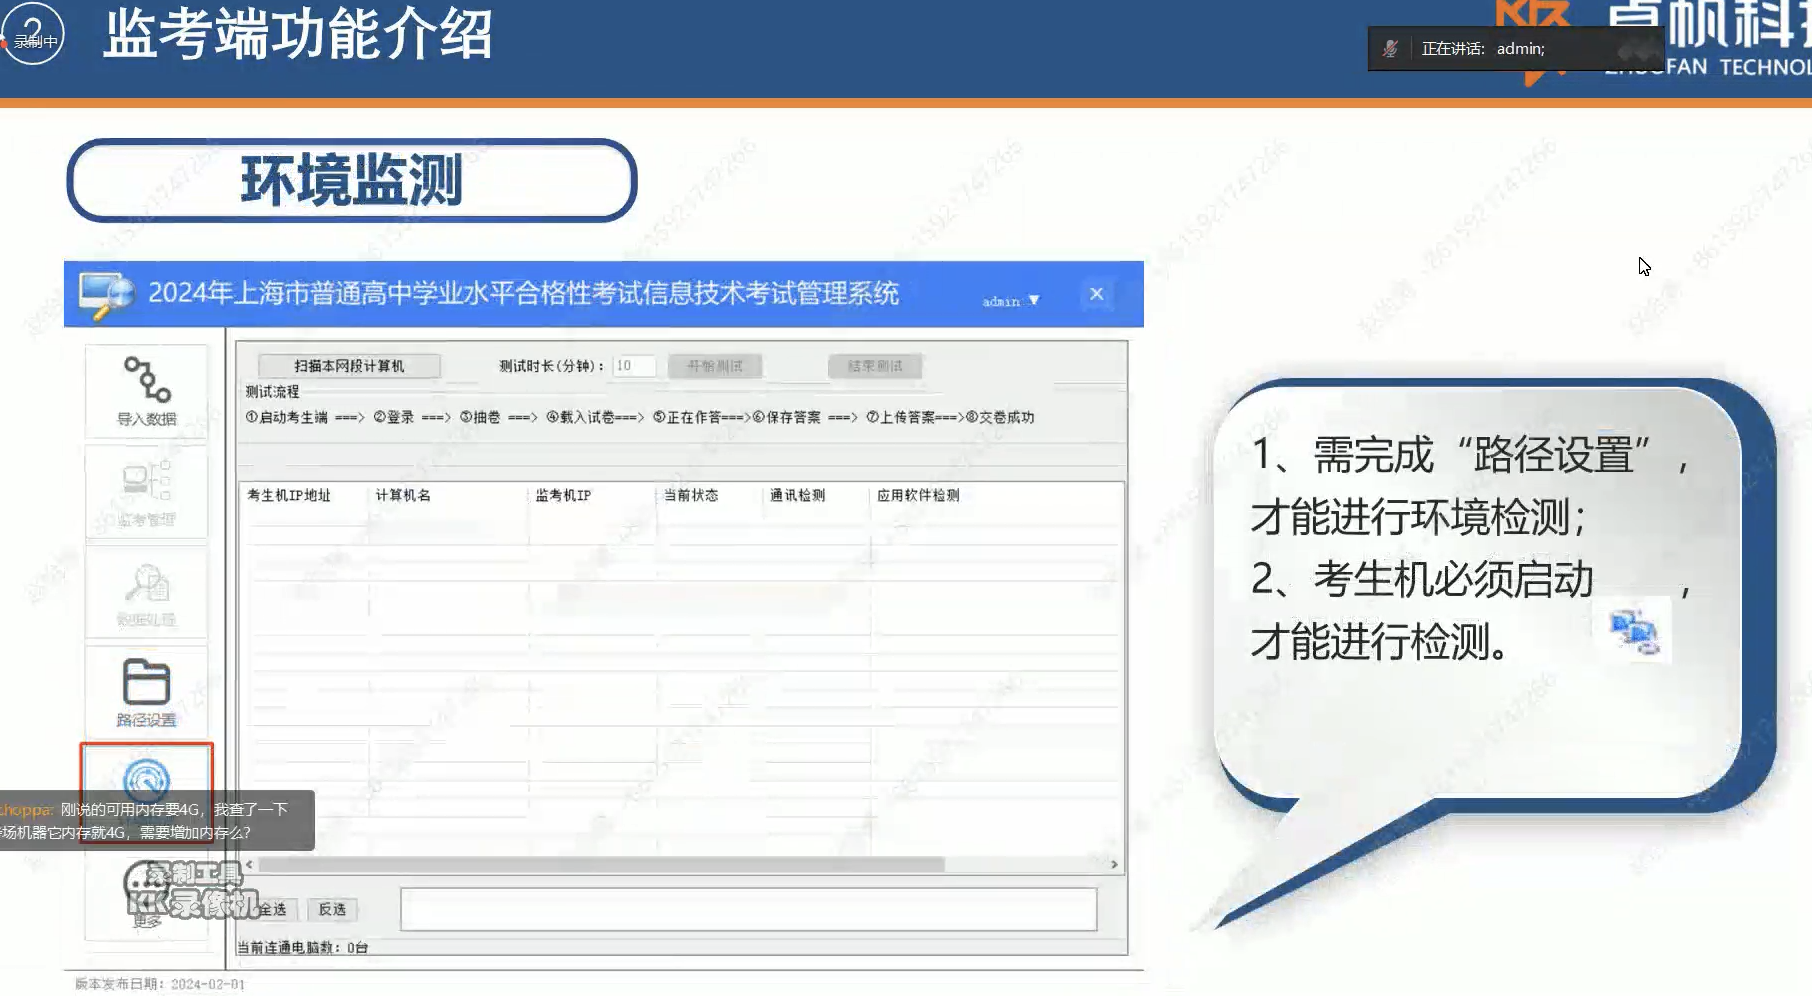 2
录制中
监考端功能介绍
正在讲话: admin;
卓帆科技
FAN TECHNOL
环境监测
2024年上海市普通高中学业水平合格性考试信息技术考试管理系统
admin ▼
扫描本网段计算机
测试时长(分钟):
10
开始测试
结束测试
测试流程
①启动考生端 ===> ②登录 ===> ③抽卷 ===> ④载入试卷===> ⑤正在作答===>⑥保存答案 ===> ⑦上传答案===>⑧交卷成功
考生机IP地址 计算机名 监考机IP 当前状态 通讯检测 应用软件检测
导入数据
监考管理
数据处理
路径设置
更多
choppa: 刚说的可用内存要4G，我查了一下
场机器它内存就4G，需要增加内存么?
录制工具
KK录像机
全选 反选
当前连通电脑数: 0台
版本发布日期: 2024-02-01
1、需完成“路径设置”，
才能进行环境检测；
2、考生机必须启动 ，
才能进行检测。